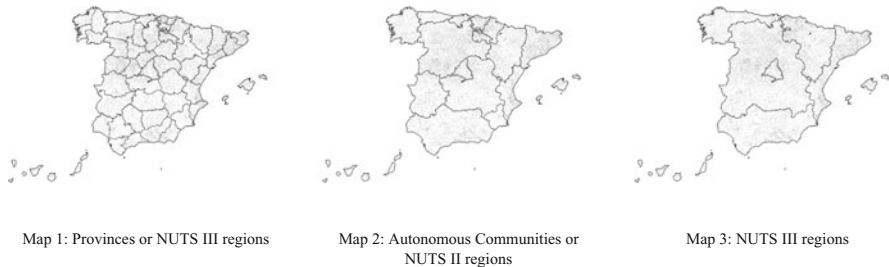 Map 1: Provinces or NUTS III regions
Map 2: Autonomous Communities or
NUTS II regions
Map 3: NUTS III regions